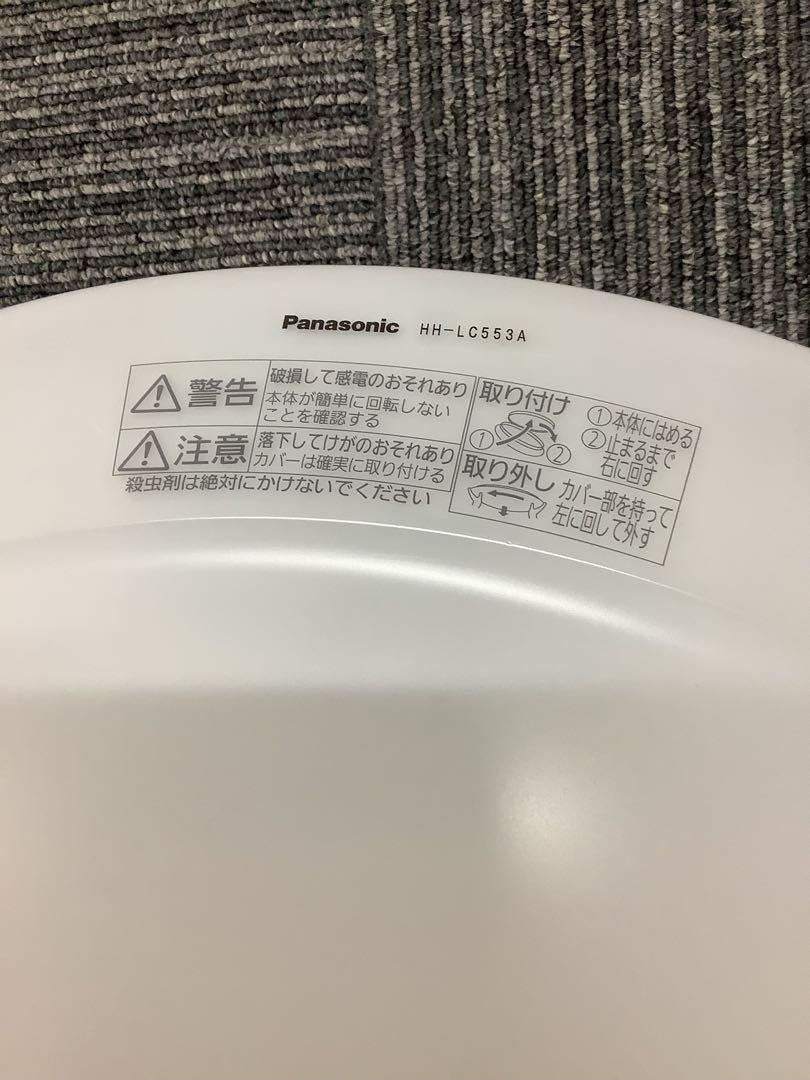 Panasonic HH-LC553A
警告
破損して感電のおそれあり
本体が簡単に回転しない
ことを確認する
注意
落下してけがのおそれあり
カバーは確実に取り付ける
殺虫剤は絶対にかけないでください
取り付け
① ②
①本体にはめる
②止まるまで
右に回す
取り外し
カバー部を持って
左に回して外す